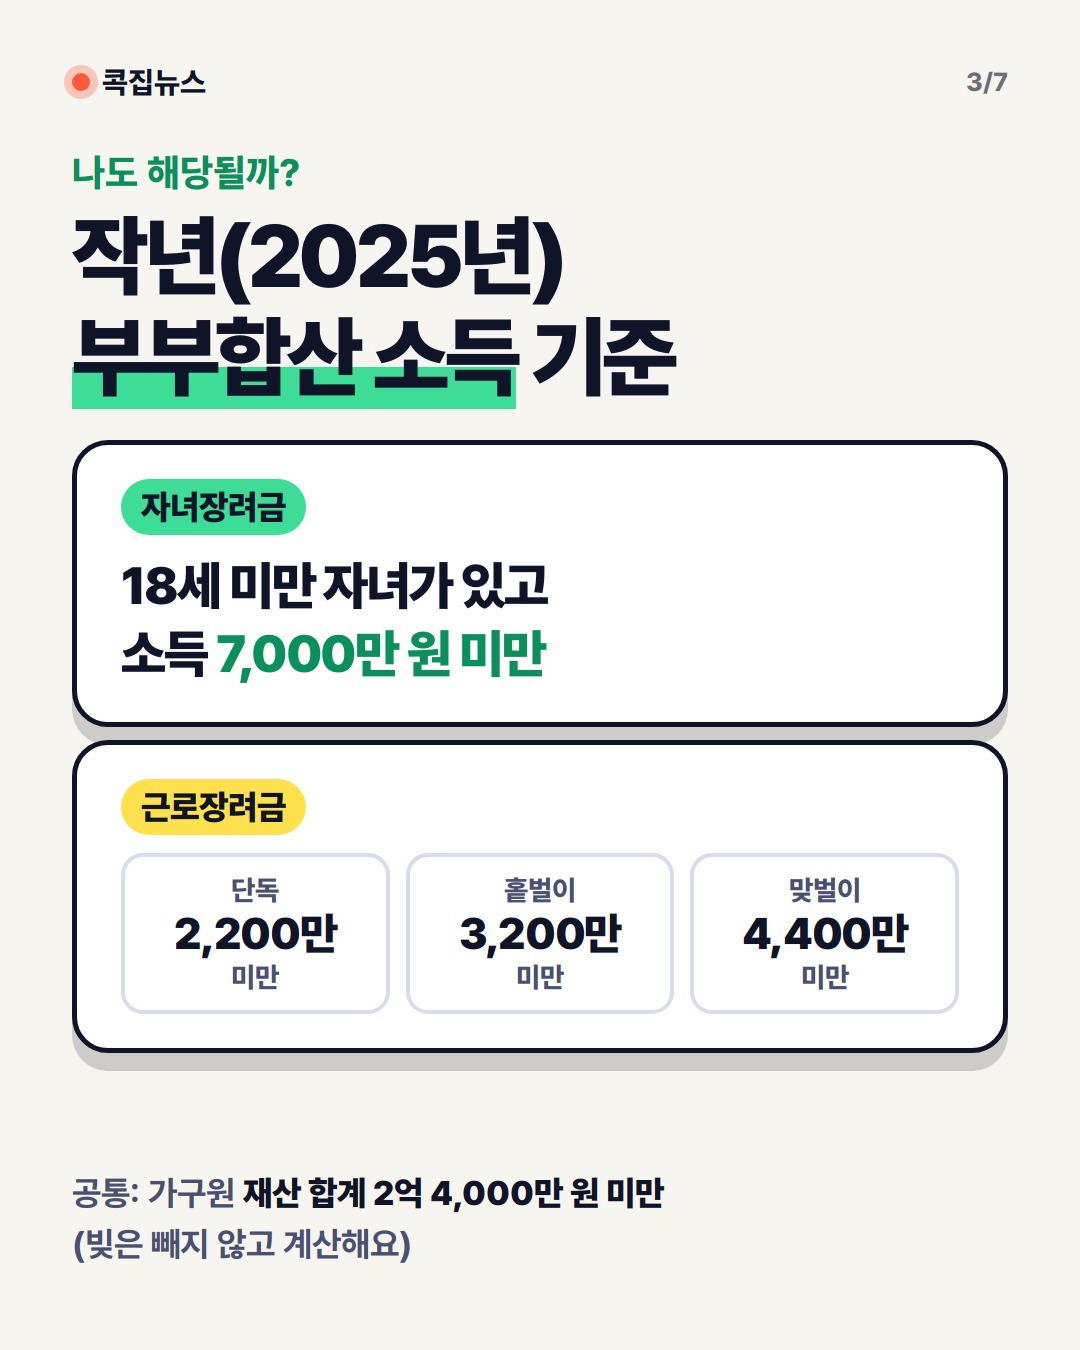 콕집뉴스
3/7
나도 해당될까?
작년(2025년)
부부합산 소득 기준
자녀장려금
18세 미만 자녀가 있고
소득 7,000만 원 미만
근로장려금
단독
2,200만
미만
홑벌이
3,200만
미만
맞벌이
4,400만
미만
공통: 가구원 재산 합계 2억 4,000만 원 미만
(빚은 빼지 않고 계산해요)